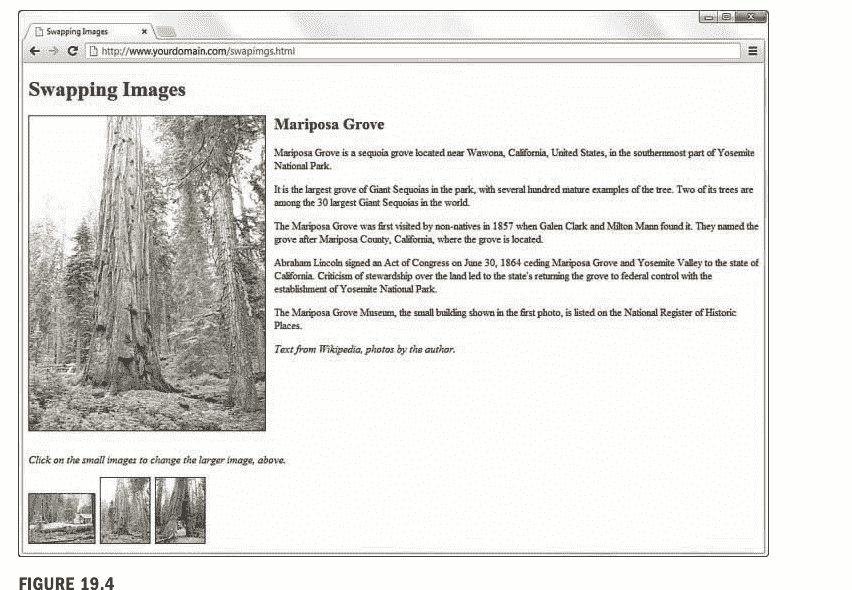 Swapping Images
http://www.yourdomain.com/swapimgs.html
Swapping Images
Mariposa Grove
Mariposa Grove is a sequoia grove located near Wawona, California, United States, in the southernmost part of Yosemite
National Park.
It is the largest grove of Giant Sequoias in the park, with several hundred mature examples of the tree. Two of its trees are
among the 30 largest Giant Sequoias in the world.
The Mariposa Grove was first visited by non-natives in 1857 when Galen Clark and Milton Mann found it. They named the
grove after Mariposa County, California, where the grove is located.
Abraham Lincoln signed an Act of Congress on June 30, 1864 ceding Mariposa Grove and Yosemite Valley to the state of
California. Criticism of stewardship over the land led to the state's returning the grove to federal control with the
establishment of Yosemite National Park.
The Mariposa Grove Museum, the small building shown in the first photo, is listed on the National Register of Historic
Places.
Text from Wikipedia, photos by the author.
Click on the small images to change the larger image, above.
FIGURE 19.4